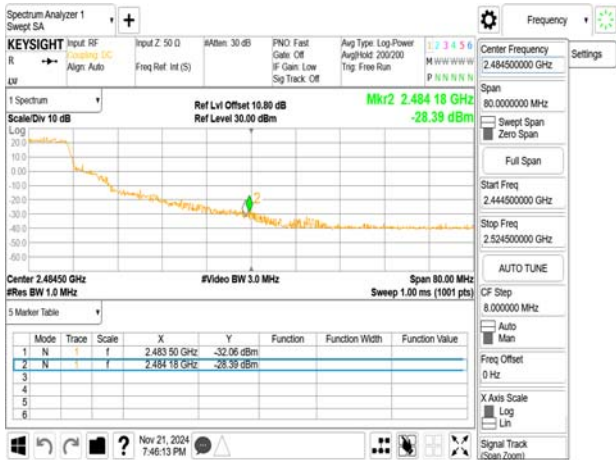 Spectrum Analyzer 1
Swept SA
Frequency
KEYSIGHT Input: RF Input Z: 50 Ω #Atten: 30 dB PNO: Fast Avg Type: Log-Power 1 2 3 4 5 6
R Coupling: DC Gate: Off Avg|Hold: 200/200 M W W W W W
Align: Auto Freq Ref: Int (S) IF Gain: Low Trig: Free Run
Sig Track: Off P N N N N N
1 Spectrum
Ref Lvl Offset 10.80 dB Mkr2 2.484 18 GHz
Scale/Div 10 dB Ref Level 30.00 dBm -28.39 dBm
Log
20.0
10.0
0.00
-10.0
-20.0
-30.0
-40.0
-50.0
-60.0
2
Center 2.48450 GHz #Video BW 3.0 MHz Span 80.00 MHz
#Res BW 1.0 MHz Sweep 1.00 ms (1001 pts)
5 Marker Table
Mode Trace Scale X Y Function Function Width Function Value
1 N 1 f 2.483 50 GHz -32.06 dBm
2 N 1 f 2.484 18 GHz -28.39 dBm
3
4
5
6
Nov 21, 2024
7:46:13 PM
Center Frequency
2.484500000 GHz
Settings
Span
80.0000000 MHz
Swept Span
Zero Span
Full Span
Start Freq
2.444500000 GHz
Stop Freq
2.524500000 GHz
AUTO TUNE
CF Step
8.000000 MHz
Auto
Man
Freq Offset
0 Hz
X Axis Scale
Log
Lin
Signal Track
(Span Zoom)